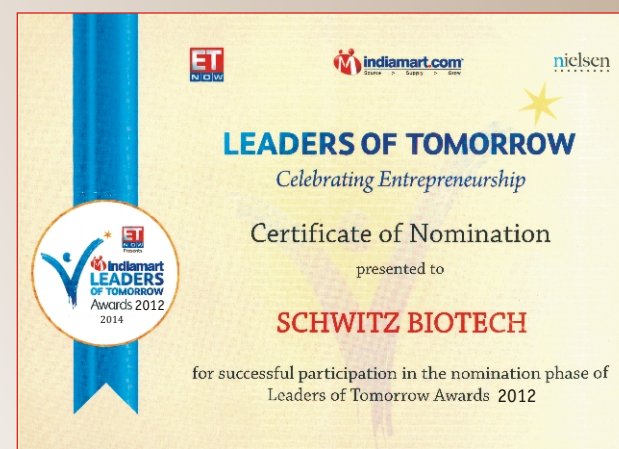 ET
NOW
indiamart.com
Source > Supply > Grow
nielsen
LEADERS OF TOMORROW
Celebrating Entrepreneurship
Certificate of Nomination
presented to
SCHWITZ BIOTECH
for successful participation in the nomination phase of
Leaders of Tomorrow Awards 2012
ET
NOW
Presents
indiamart
LEADERS
OF TOMORROW
Awards 2012
2014